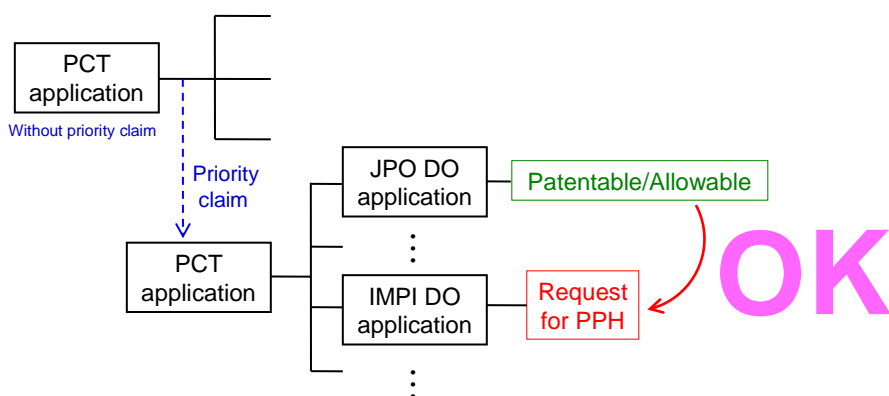 PCT
application
Without priority claim
Priority
claim
JPO DO
application
Patentable/Allowable
PCT
application
IMPI DO
application
Request
for PPH
OK